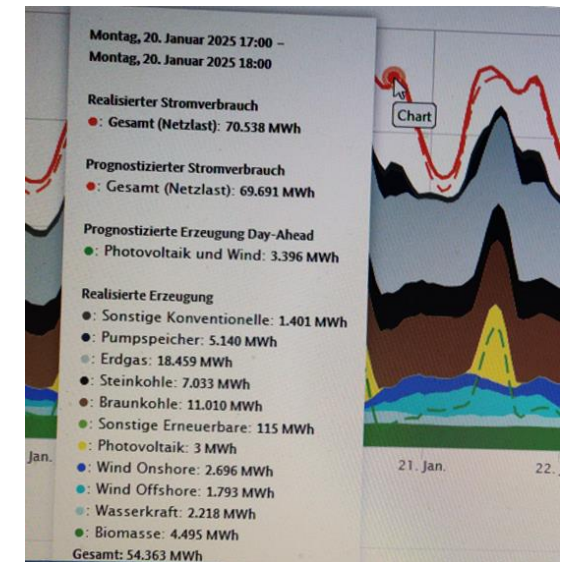 Montag, 20. Januar 2025 17:00 –
Montag, 20. Januar 2025 18:00
Realisierter Stromverbrauch
●: Gesamt (Netzlast): 70.538 MWh
Prognostizierter Stromverbrauch
●: Gesamt (Netzlast): 69.691 MWh
Prognostizierte Erzeugung Day-Ahead
●: Photovoltaik und Wind: 3.396 MWh
Realisierte Erzeugung
●: Sonstige Konventionelle: 1.401 MWh
●: Pumpspeicher: 5.140 MWh
●: Erdgas: 18.459 MWh
●: Steinkohle: 7.033 MWh
●: Braunkohle: 11.010 MWh
●: Sonstige Erneuerbare: 115 MWh
●: Photovoltaik: 3 MWh
●: Wind Onshore: 2.696 MWh
●: Wind Offshore: 1.793 MWh
●: Wasserkraft: 2.218 MWh
●: Biomasse: 4.495 MWh
Gesamt: 54.363 MWh
Chart
Jan.
21. Jan.
22.